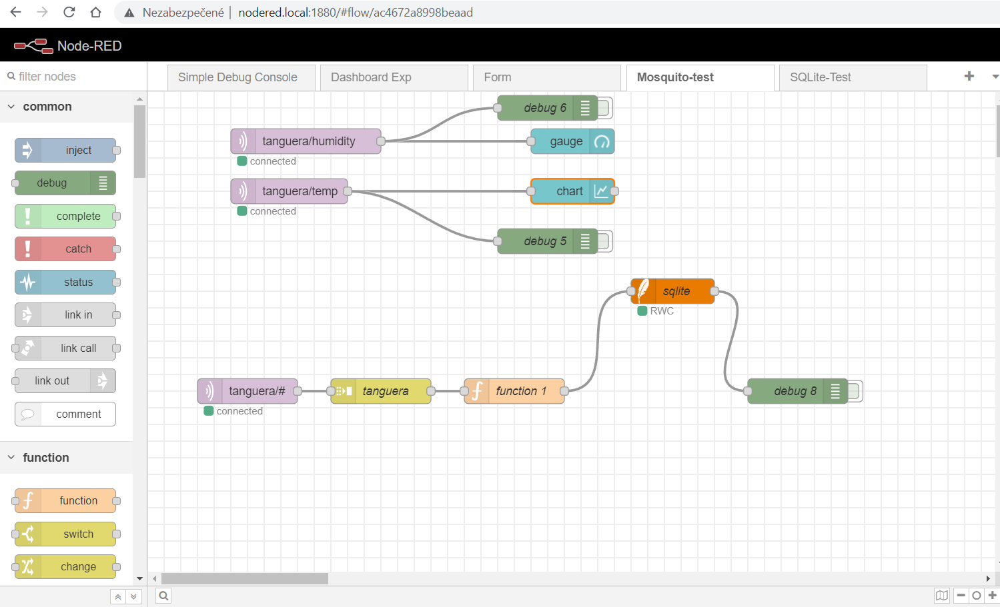 Nezabezpečené | nodered.local:1880/#flow/ac4672a8998beaad
Node-RED
filter nodes
Simple Debug Console
Dashboard Exp
Form
Mosquito-test
SQLite-Test
common
inject
debug
complete
catch
status
link in
link call
link out
comment
function
function
switch
change
debug 6
tanguera/humidity
gauge
connected
tanguera/temp
chart
connected
debug 5
sqlite
RWC
tanguera/#
tanguera
function 1
debug 8
connected